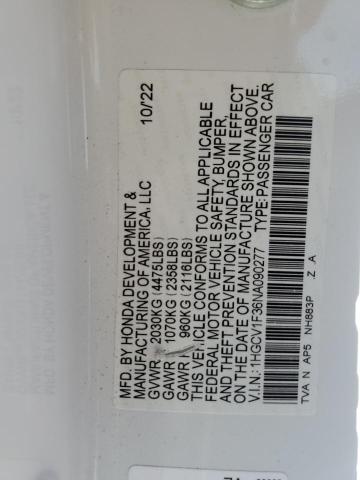 MFD. BY HONDA DEVELOPMENT &
MANUFACTURING OF AMERICA, LLC 10/'22
GVWR 2030KG (4475LBS)
GAWR 1070KG (2358LBS)
GAWR 960KG (2116LBS)
THIS VEHICLE CONFORMS TO ALL APPLICABLE
FEDERAL MOTOR VEHICLE SAFETY, BUMPER,
AND THEFT PREVENTION STANDARDS IN EFFECT
ON THE DATE OF MANUFACTURE SHOWN ABOVE.
V.I.N.: 1HGCV1F36NA090277 TYPE: PASSENGER CAR
TVA N AP5 NH883P . Z A